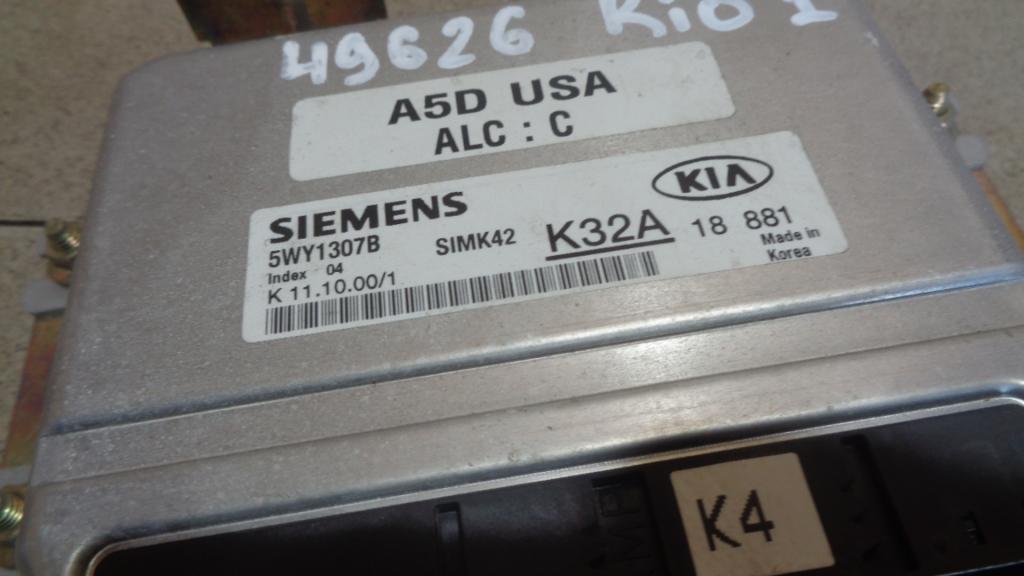 49626 Kio 1
A5D USA
ALC : C
SIEMENS KIA
5WY1307B SIMK42 K32A 18 881
Index 04 Made in
K 11.10.00/1 Korea
K4